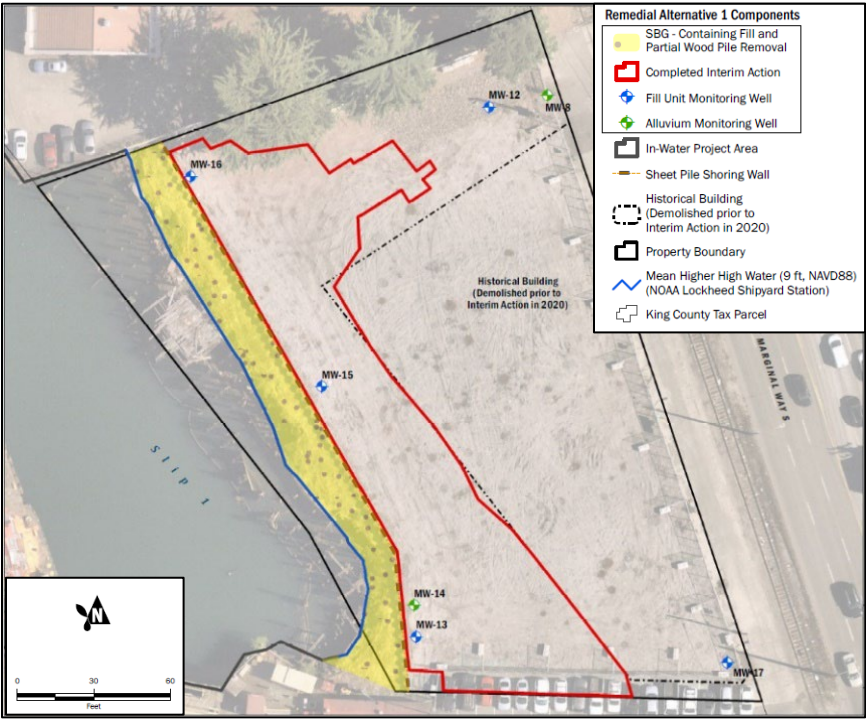 Remedial Alternative 1 Components
SBG - Containing Fill and
Partial Wood Pile Removal
Completed Interim Action
Fill Unit Monitoring Well
Alluvium Monitoring Well
In-Water Project Area
Sheet Pile Shoring Wall
Historical Building
(Demolished prior to
Interim Action in 2020)
Property Boundary
Mean Higher High Water (9 ft, NAVD88)
(NOAA Lockheed Shipyard Station)
King County Tax Parcel
MW-12
MW-8
MW-16
Historical Building
(Demolished prior to
Interim Action in 2020)
MARGINAL WAY S
MW-15
Slip 1
MW-14
MW-13
MW-17
N
0 30 60
Feet